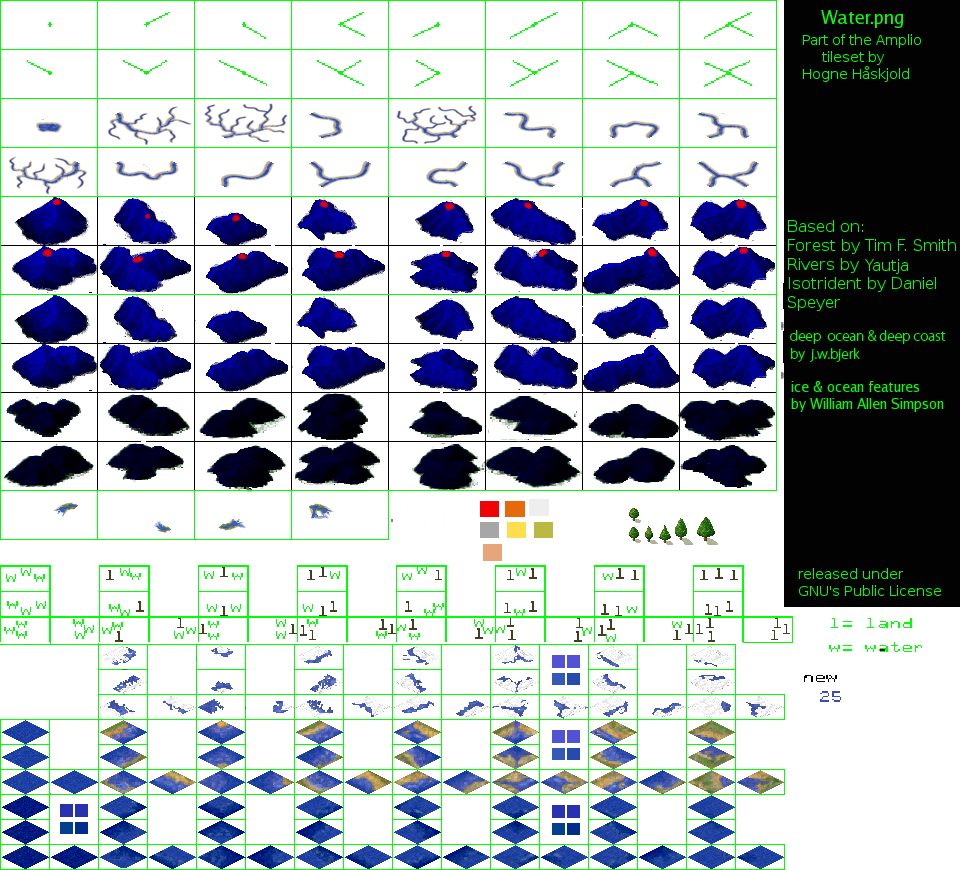 Water.png
Part of the Amplio
tileset by
Hogne Håskjold
Based on:
Forest by Tim F. Smith
Rivers by Yautja
Isotrident by Daniel
Speyer
deep ocean & deep coast
by j.w.bjerk
ice & ocean features
by William Allen Simpson
released under
GNU's Public License
l= land
w= water
new
25